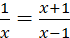 1/x = x+1/x−1